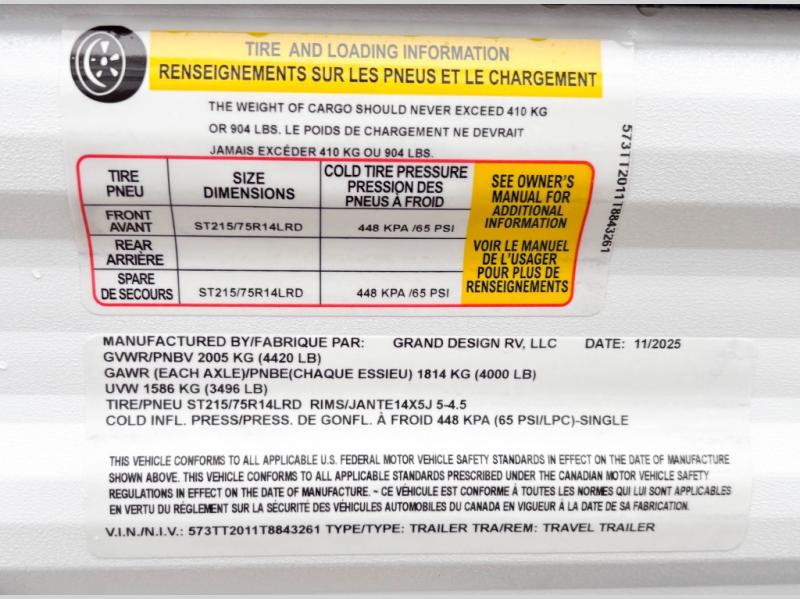 TIRE AND LOADING INFORMATION
RENSEIGNEMENTS SUR LES PNEUS ET LE CHARGEMENT
THE WEIGHT OF CARGO SHOULD NEVER EXCEED 410 KG
OR 904 LBS. LE POIDS DE CHARGEMENT NE DEVRAIT
JAMAIS EXCÉDER 410 KG OU 904 LBS.
TIRE
PNEU
SIZE
DIMENSIONS
COLD TIRE PRESSURE
PRESSION DES
PNEUS À FROID
SEE OWNER'S
MANUAL FOR
ADDITIONAL
INFORMATION
VOIR LE MANUEL
DE L'USAGER
POUR PLUS DE
RENSEIGNEMENTS
FRONT
AVANT
ST215/75R14LRD
448 KPA /65 PSI
REAR
ARRIÈRE
SPARE
DE SECOURS
ST215/75R14LRD
448 KPA /65 PSI
573TT2011T8843261
MANUFACTURED BY/FABRIQUE PAR: GRAND DESIGN RV, LLC DATE: 11/2025
GVWR/PNBV 2005 KG (4420 LB)
GAWR (EACH AXLE)/PNBE(CHAQUE ESSIEU) 1814 KG (4000 LB)
UVW 1586 KG (3496 LB)
TIRE/PNEU ST215/75R14LRD RIMS/JANTE14X5J 5-4.5
COLD INFL. PRESS/PRESS. DE GONFL. À FROID 448 KPA (65 PSI/LPC)-SINGLE
THIS VEHICLE CONFORMS TO ALL APPLICABLE U.S. FEDERAL MOTOR VEHICLE SAFETY STANDARDS IN EFFECT ON THE DATE OF MANUFACTURE
SHOWN ABOVE. THIS VEHICLE CONFORMS TO ALL APPLICABLE STANDARDS PRESCRIBED UNDER THE CANADIAN MOTOR VEHICLE SAFETY
REGULATIONS IN EFFECT ON THE DATE OF MANUFACTURE. ~ CE VÉHICULE EST CONFORME À TOUTES LES NORMES QUI LUI SONT APPLICABLES
EN VERTU DU RÈGLEMENT SUR LA SÉCURITÉ DES VÉHICULES AUTOMOBILES DU CANADA EN VIGUEUR À LA DATE DE SA FABRICATION.
V.I.N./N.I.V.: 573TT2011T8843261 TYPE/TYPE: TRAILER TRA/REM: TRAVEL TRAILER